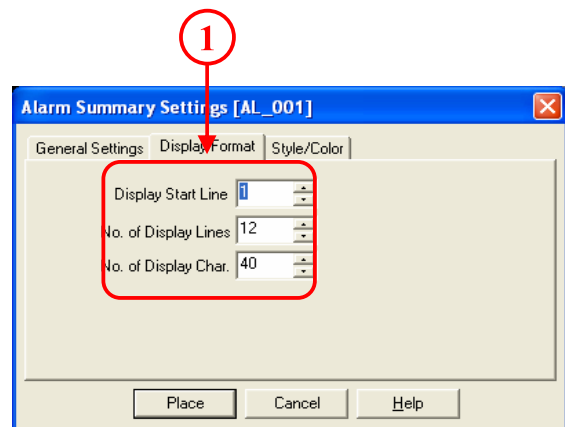 1
Alarm Summary Settings [AL_001]
General Settings Display Format Style/Color
Display Start Line 1
No. of Display Lines 12
No. of Display Char. 40
Place Cancel Help